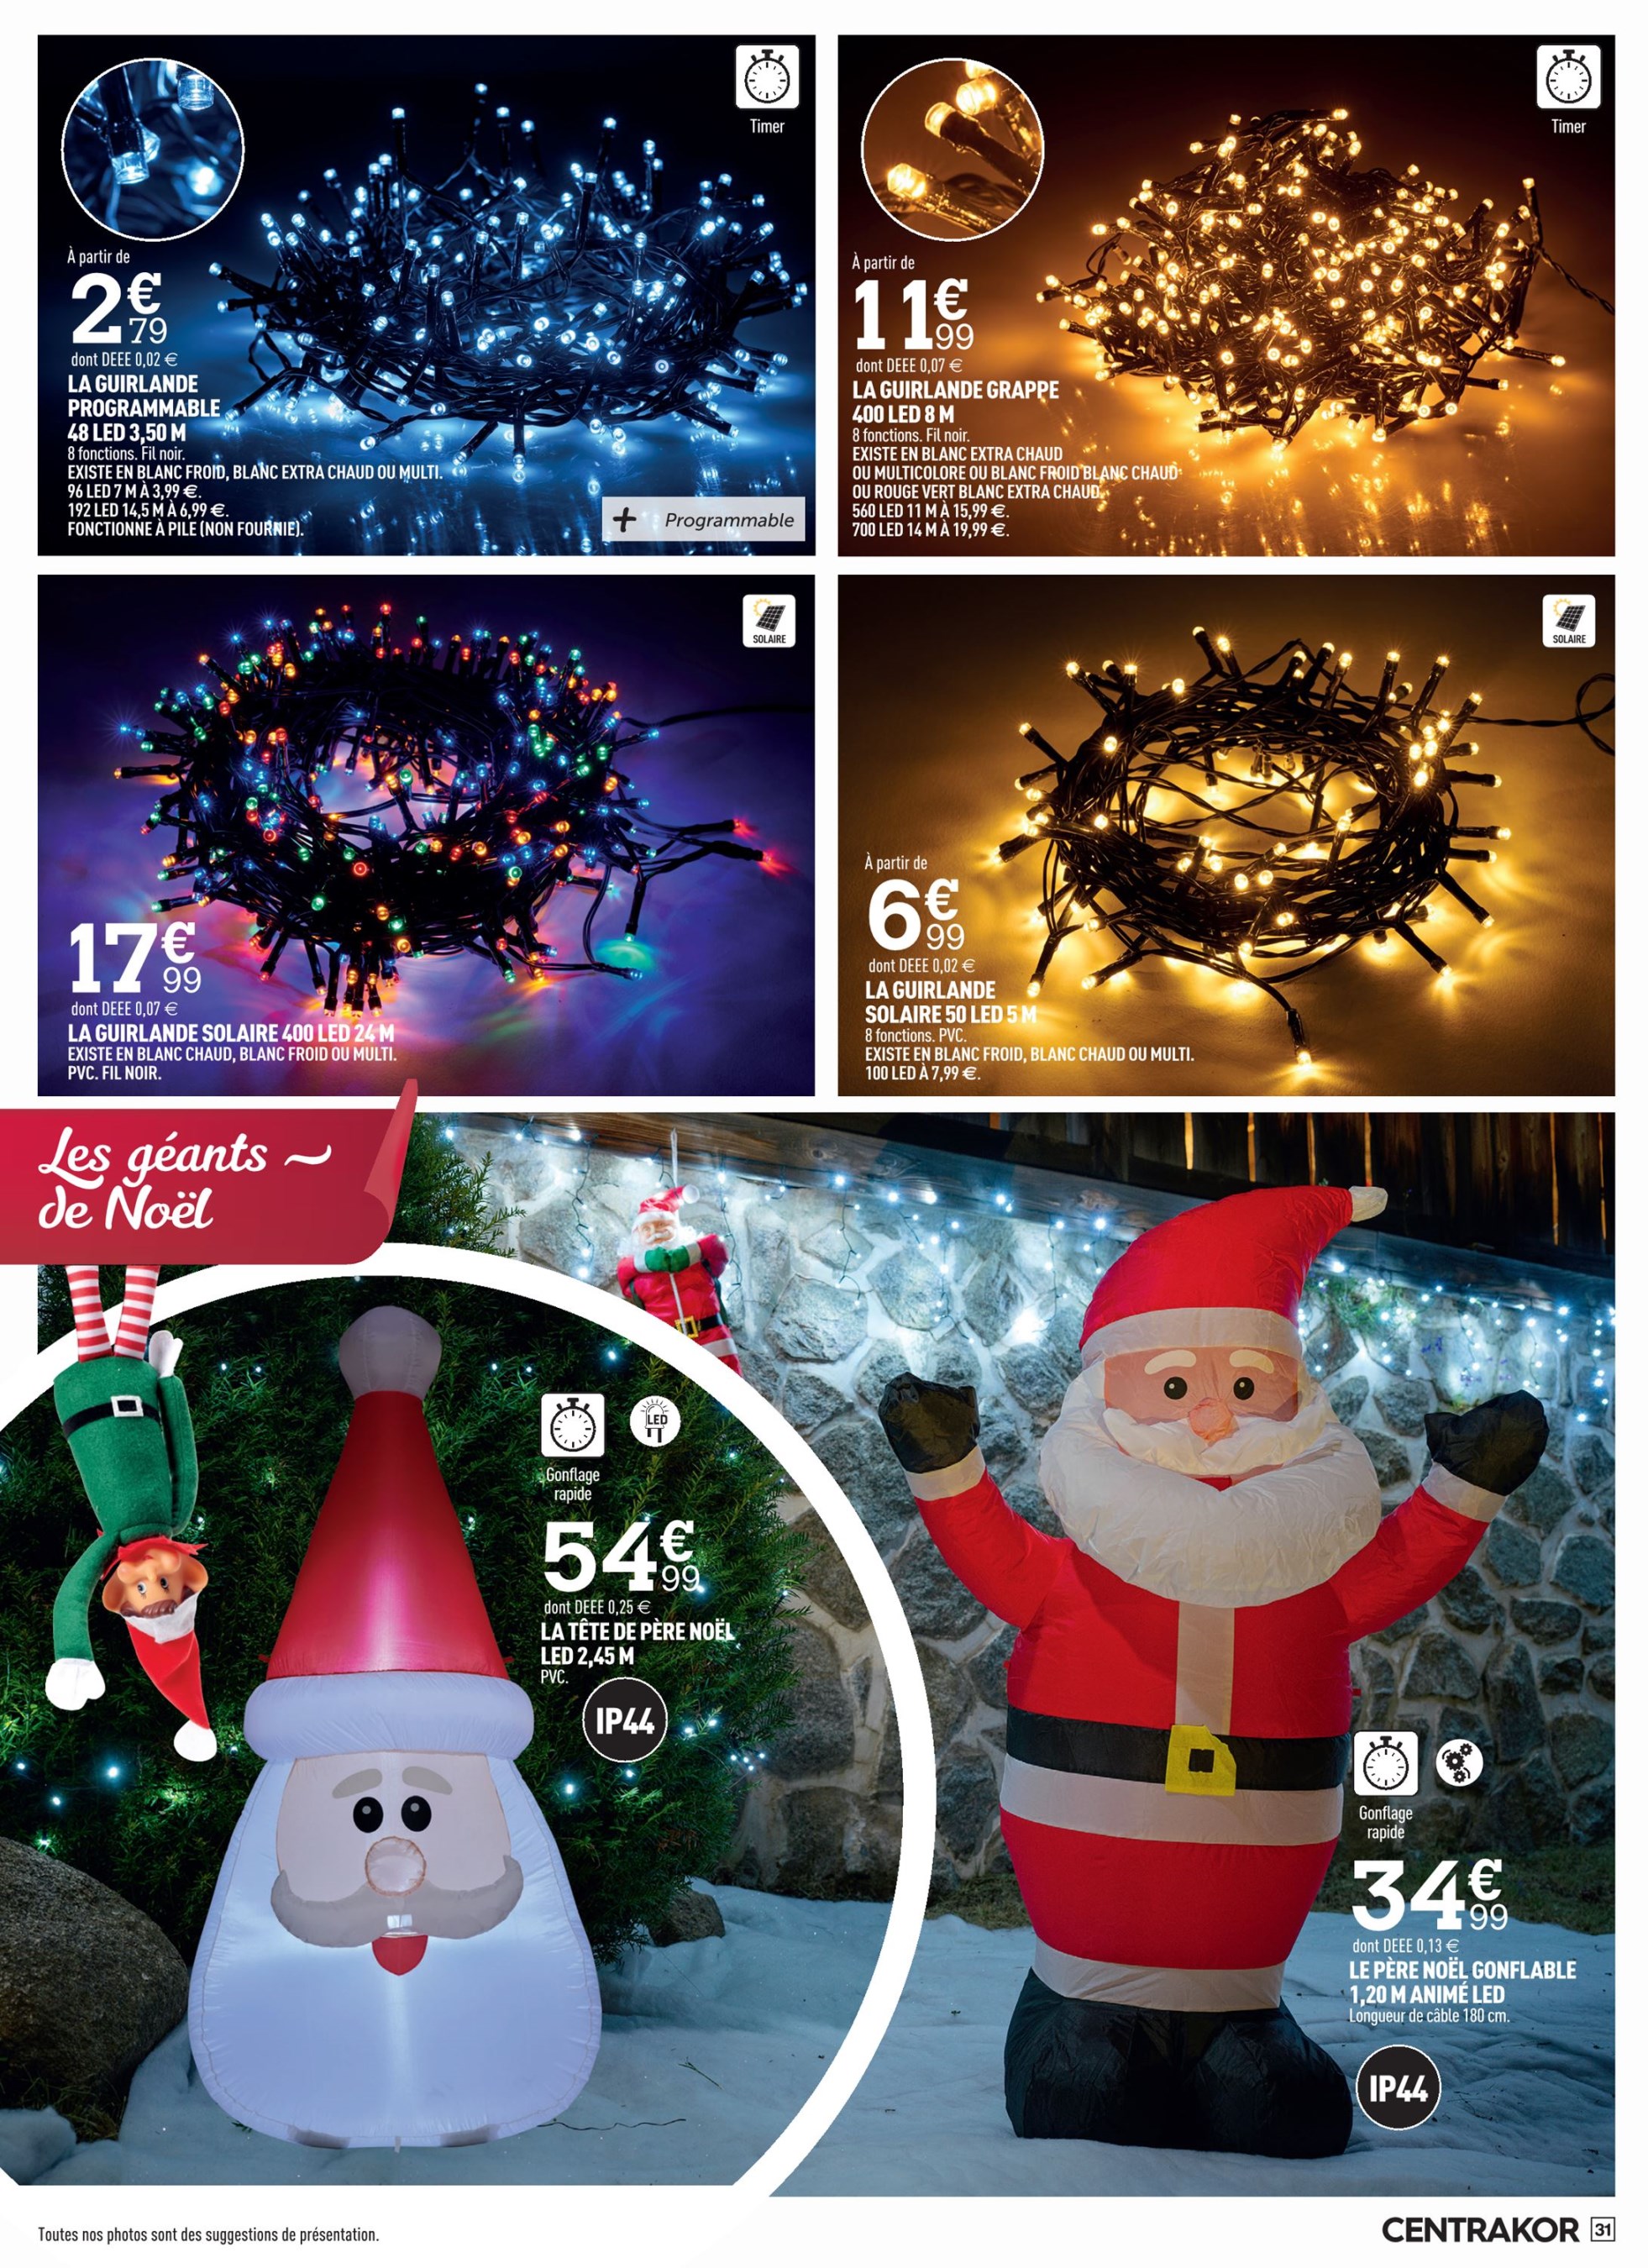 Timer
À partir de
2€79
dont DEEE 0,02 €
LA GUIRLANDE
PROGRAMMABLE
48 LED 3,50 M
8 fonctions. Fil noir.
EXISTE EN BLANC FROID, BLANC EXTRA CHAUD OU MULTI.
96 LED 7 M À 3,99 €.
192 LED 14,5 M À 6,99 €.
FONCTIONNE À PILE (NON FOURNIE).
+ Programmable
Timer
À partir de
11€99
dont DEEE 0,07 €
LA GUIRLANDE GRAPPE
400 LED 8 M
8 fonctions. Fil noir.
EXISTE EN BLANC EXTRA CHAUD
OU MULTICOLORE OU BLANC FROID BLANC CHAUD
OU ROUGE VERT BLANC EXTRA CHAUD.
560 LED 11 M À 15,99 €.
700 LED 14 M À 19,99 €.
SOLAIRE
17€99
dont DEEE 0,07 €
LA GUIRLANDE SOLAIRE 400 LED 24 M
EXISTE EN BLANC CHAUD, BLANC FROID OU MULTI.
PVC. FIL NOIR.
SOLAIRE
À partir de
6€99
dont DEEE 0,02 €
LA GUIRLANDE
SOLAIRE 50 LED 5 M
8 fonctions. PVC.
EXISTE EN BLANC FROID, BLANC CHAUD OU MULTI.
100 LED À 7,99 €.
Les géants ~
de Noël
LED
Gonflage
rapide
54€99
dont DEEE 0,25 €
LA TÊTE DE PÈRE NOËL
LED 2,45 M
PVC.
IP44
Gonflage
rapide
34€99
dont DEEE 0,13 €
LE PÈRE NOËL GONFLABLE
1,20 M ANIMÉ LED
Longueur de câble 180 cm.
IP44
Toutes nos photos sont des suggestions de présentation.
CENTRAKOR 31